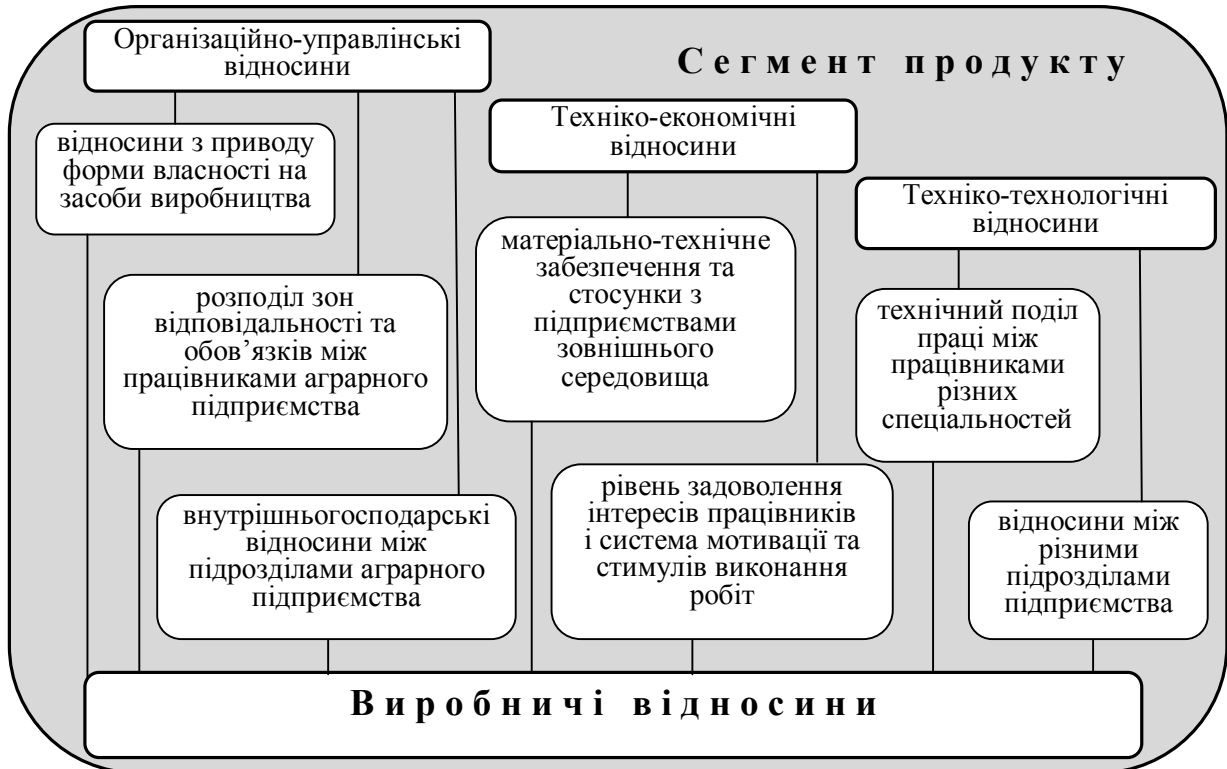 Організаційно-управлінські
відносини
Сегмент продукту
відносини з приводу
форми власності на
засоби виробництва
Техніко-економічні
відносини
Техніко-технологічні
відносини
розподіл зон
відповідальності та
обов’язків між
працівниками аграрного
підприємства
матеріально-технічне
забезпечення та
стосунки з
підприємствами
зовнішнього
середовища
технічний поділ
праці між
працівниками
різних
спеціальностей
внутрішньогосподарські
відносини між
підрозділами аграрного
підприємства
рівень задоволення
інтересів працівників
і система мотивації та
стимулів виконання
робіт
відносини між
різними
підрозділами
підприємства
Виробничі відносини